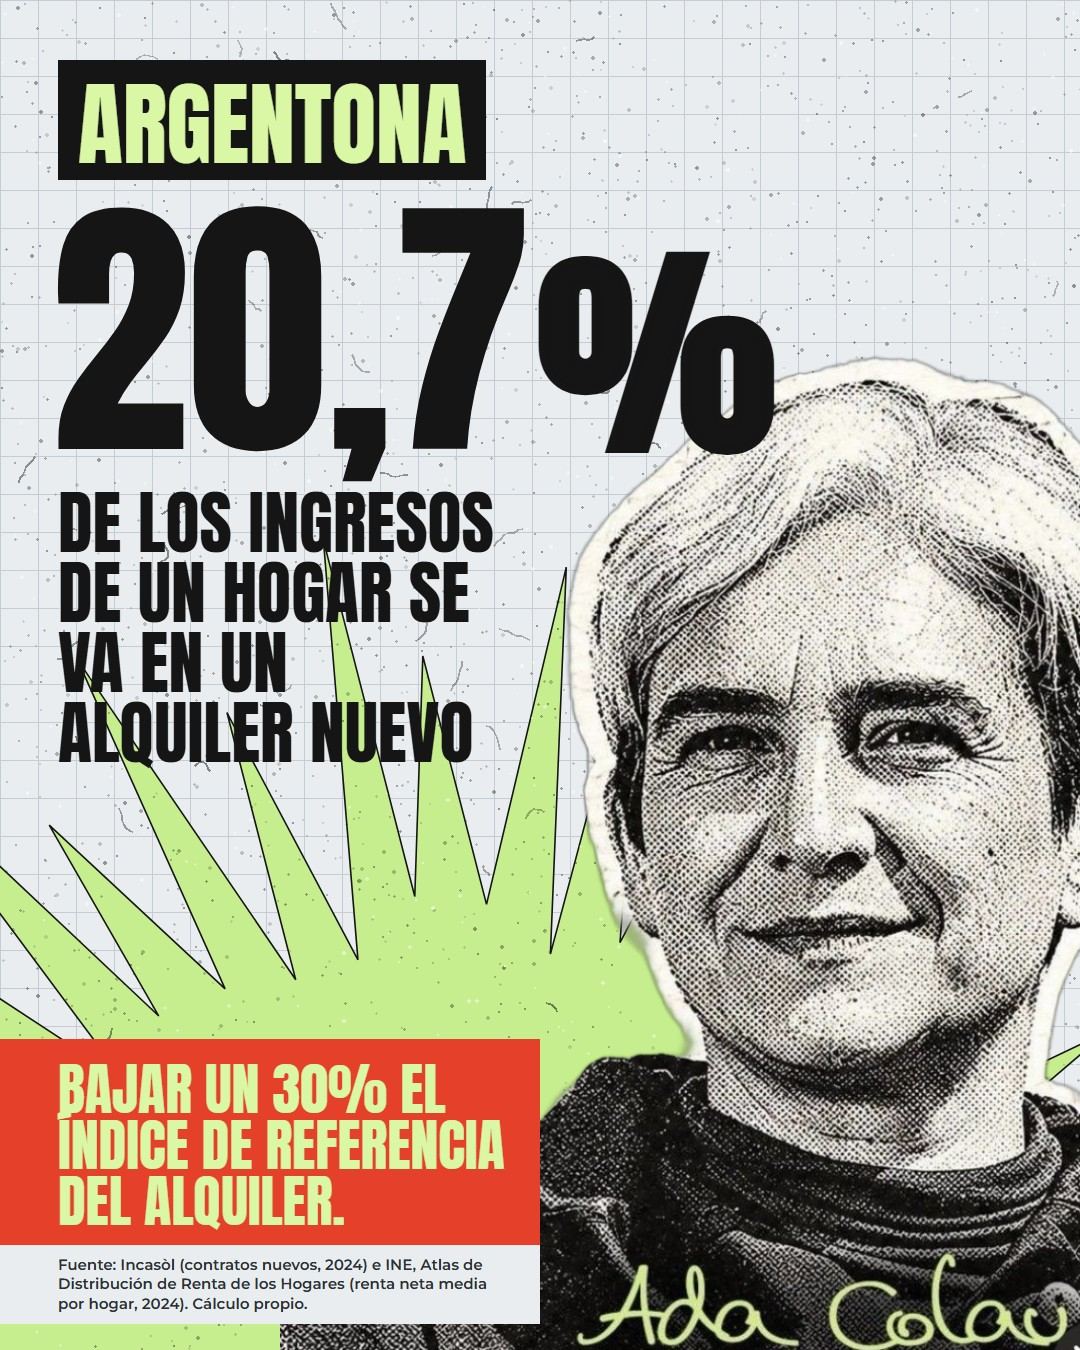 ARGENTONA
20,7%
DE LOS INGRESOS
DE UN HOGAR SE
VA EN UN
ALQUILER NUEVO
BAJAR UN 30% EL
ÍNDICE DE REFERENCIA
DEL ALQUILER.
Fuente: Incasòl (contratos nuevos, 2024) e INE, Atlas de
Distribución de Renta de los Hogares (renta neta media
por hogar, 2024). Cálculo propio.
Ada Colau